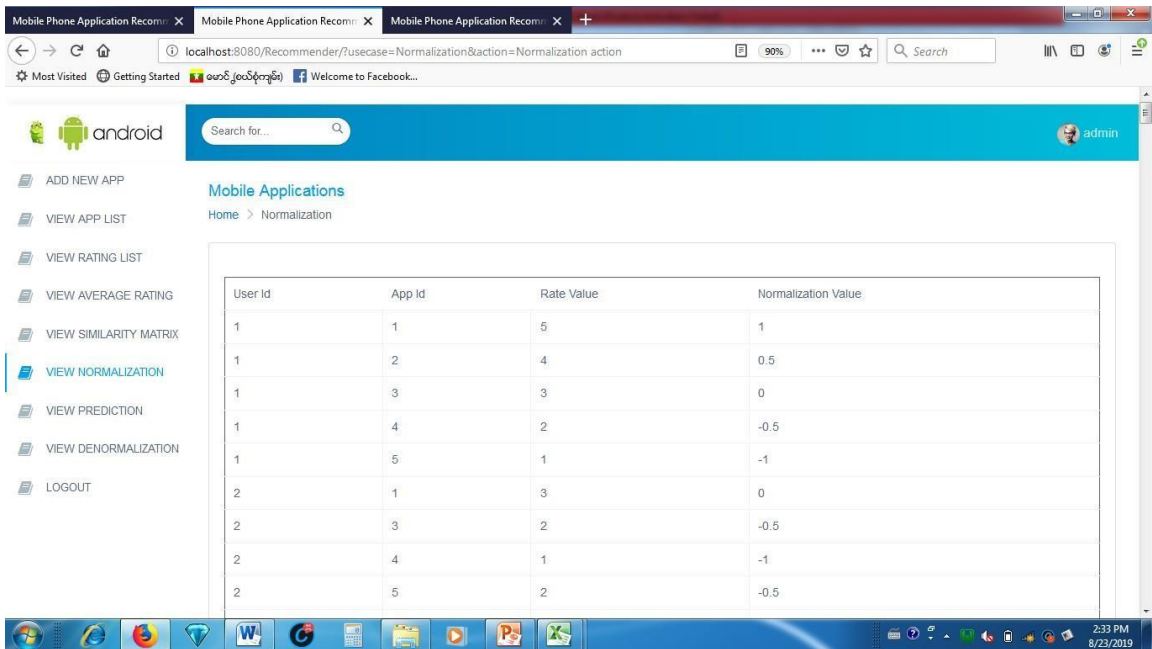 Mobile Phone Application Recomm
Mobile Phone Application Recomm
Mobile Phone Application Recomm
localhost:8080/Recommender/?usecase=Normalization&action=Normalization action
90%
Search
Most Visited
Getting Started
Welcome to Facebook...
android
Search for...
admin
ADD NEW APP
VIEW APP LIST
VIEW RATING LIST
VIEW AVERAGE RATING
VIEW SIMILARITY MATRIX
VIEW NORMALIZATION
VIEW PREDICTION
VIEW DENORMALIZATION
LOGOUT
Mobile Applications
Home > Normalization
User Id App Id Rate Value Normalization Value
1 1 5 1
1 2 4 0.5
1 3 3 0
1 4 2 -0.5
1 5 1 -1
2 1 3 0
2 3 2 -0.5
2 4 1 -1
2 5 2 -0.5
2:33 PM
8/23/2019